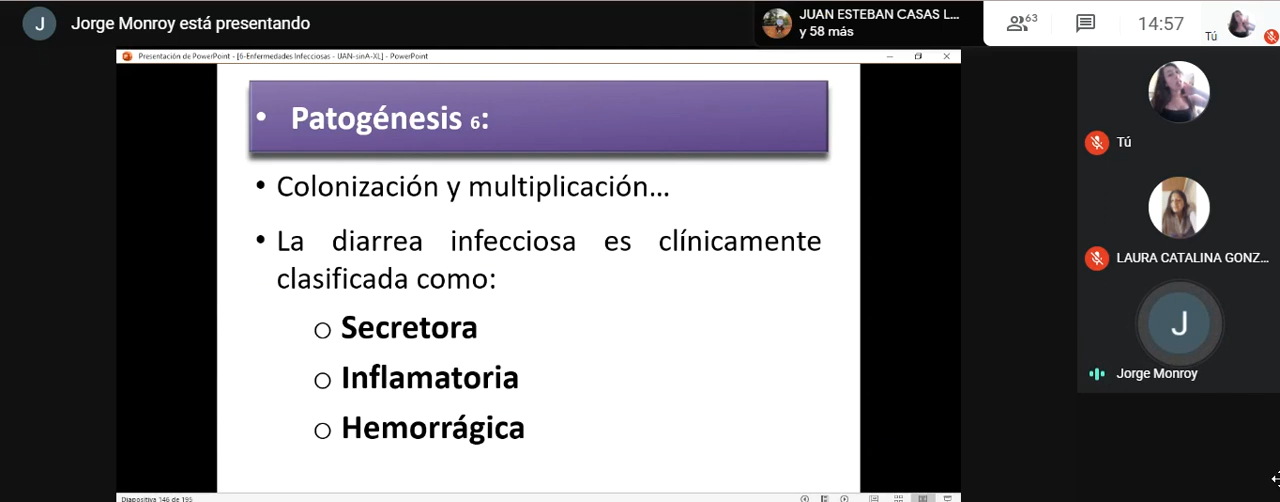 J Jorge Monroy está presentando
JUAN ESTEBAN CASAS L...
y 58 más
63
14:57
Tú
Presentación de PowerPoint - [6-Enfermedades Infecciosas - UAN-sinA-XL] - PowerPoint
• Patogénesis 6:
• Colonización y multiplicación...
• La diarrea infecciosa es clínicamente
clasificada como:
o Secretora
o Inflamatoria
o Hemorrágica
Diapositiva 146 de 195
Tú
LAURA CATALINA GONZ...
J
Jorge Monroy